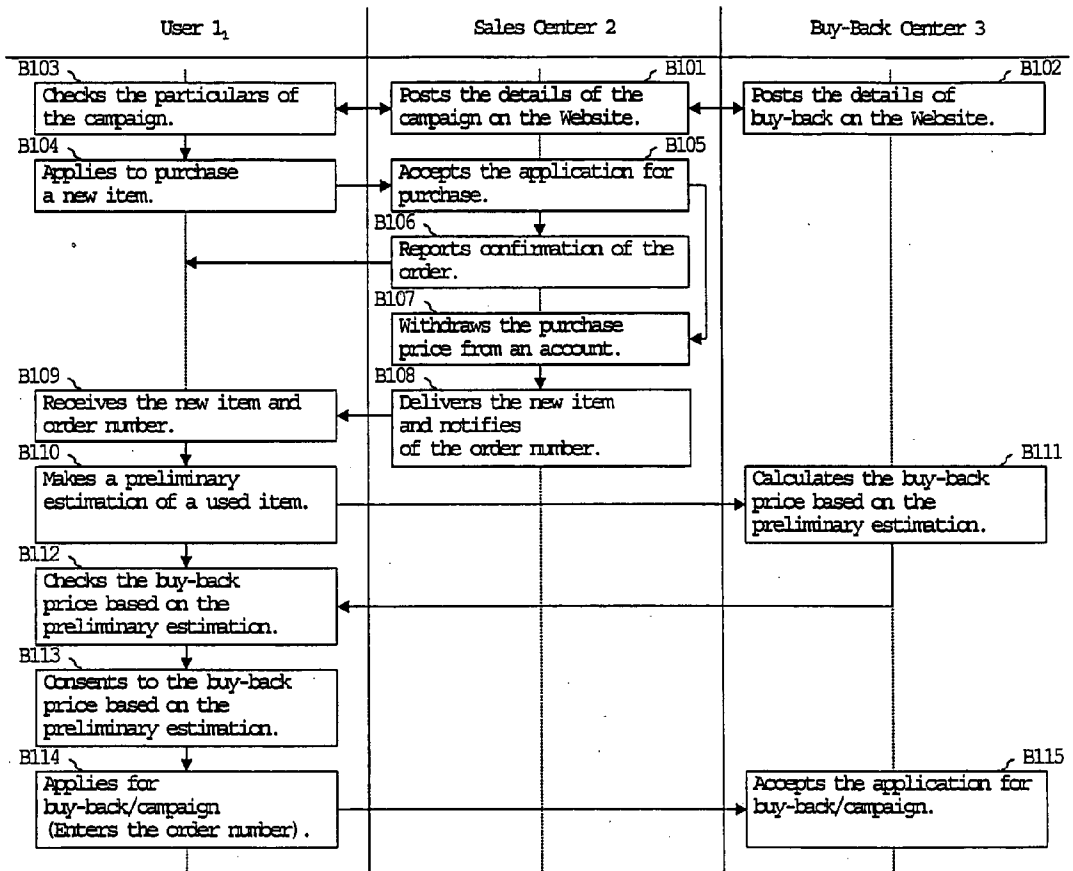 User 1₁
Sales Center 2
Buy-Back Center 3
B103
B101
B102
Checks the particulars of
the campaign.
Posts the details of the
campaign on the Website.
Posts the details of
buy-back on the Website.
B104
B105
Applies to purchase
a new item.
Accepts the application for
purchase.
B106
Reports confirmation of the
order.
B107
Withdraws the purchase
price from an account.
B109
B108
Receives the new item and
order number.
Delivers the new item
and notifies
of the order number.
B110
B111
Makes a preliminary
estimation of a used item.
Calculates the buy-back
price based on the
preliminary estimation.
B112
Checks the buy-back
price based on the
preliminary estimation.
B113
Consents to the buy-back
price based on the
preliminary estimation.
B114
B115
Applies for
buy-back/campaign
(Enters the order number).
Accepts the application for
buy-back/campaign.